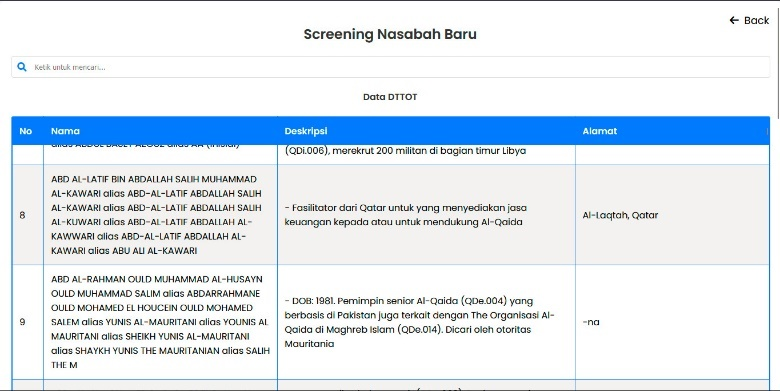 Back
Screening Nasabah Baru
Ketik untuk mencari...
Data DTTOT
No Nama Deskripsi Alamat
alias ABDUL BASET AZOUZ alias AA (inisial)
(QDi.006), merekrut 200 militan di bagian timur Libya
8
ABD AL-LATIF BIN ABDALLAH SALIH MUHAMMAD
AL-KAWARI alias ABD-AL-LATIF ABDALLAH SALIH
AL-KAWARI alias ABD-AL-LATIF ABDALLAH SALIH
AL-KUWARI alias ABD-AL-LATIF ABDALLAH AL-
KAWWARI alias ABD-AL-LATIF ABDALLAH AL-
KAWARI alias ABU ALI AL-KAWARI
- Fasilitator dari Qatar untuk yang menyediakan jasa
keuangan kepada atau untuk mendukung Al-Qaida
Al-Laqtah, Qatar
9
ABD AL-RAHMAN OULD MUHAMMAD AL-HUSAYN
OULD MUHAMMAD SALIM alias ABDARRAHMANE
OULD MOHAMED EL HOUCEIN OULD MOHAMED
SALEM alias YUNIS AL-MAURITANI alias YOUNIS AL
MAURITANI alias SHEIKH YUNIS AL-MAURITANI
alias SHAYKH YUNIS THE MAURITANIAN alias SALIH
THE M
- DOB: 1981. Pemimpin senior Al-Qaida (QDe.004) yang
berbasis di Pakistan juga terkait dengan The Organisasi Al-
Qaida di Maghreb Islam (QDe.014). Dicari oleh otoritas
Mauritania
-na